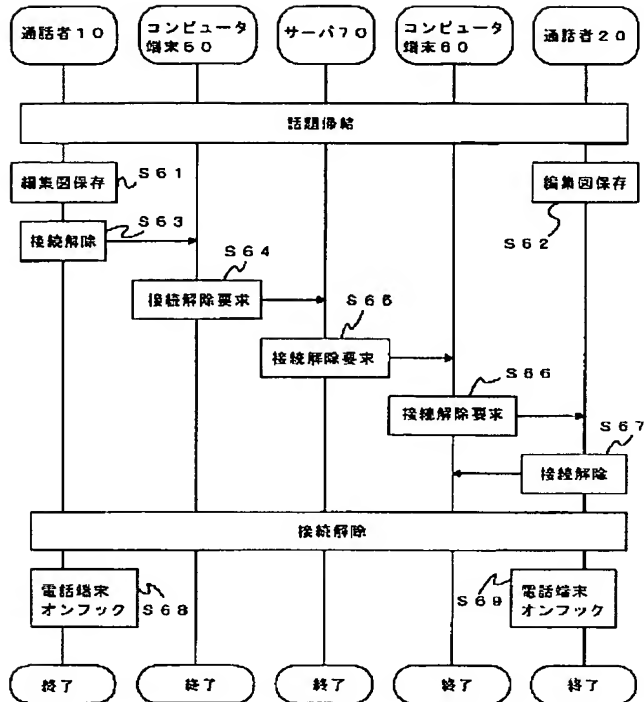 通話者10
コンピュータ
端末50
サーバ70
コンピュータ
端末60
通話者20
話題帰結
編集図保存
S61
編集図保存
S62
接続解除
S63
接続解除要求
S64
接続解除要求
S65
接続解除要求
S66
接続解除
S67
接続解除
電話端末
オンフック
S68
電話端末
オンフック
S69
終了
終了
終了
終了
終了